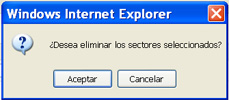 Windows Internet Explorer
¿Desea eliminar los sectores seleccionados?
Aceptar
Cancelar